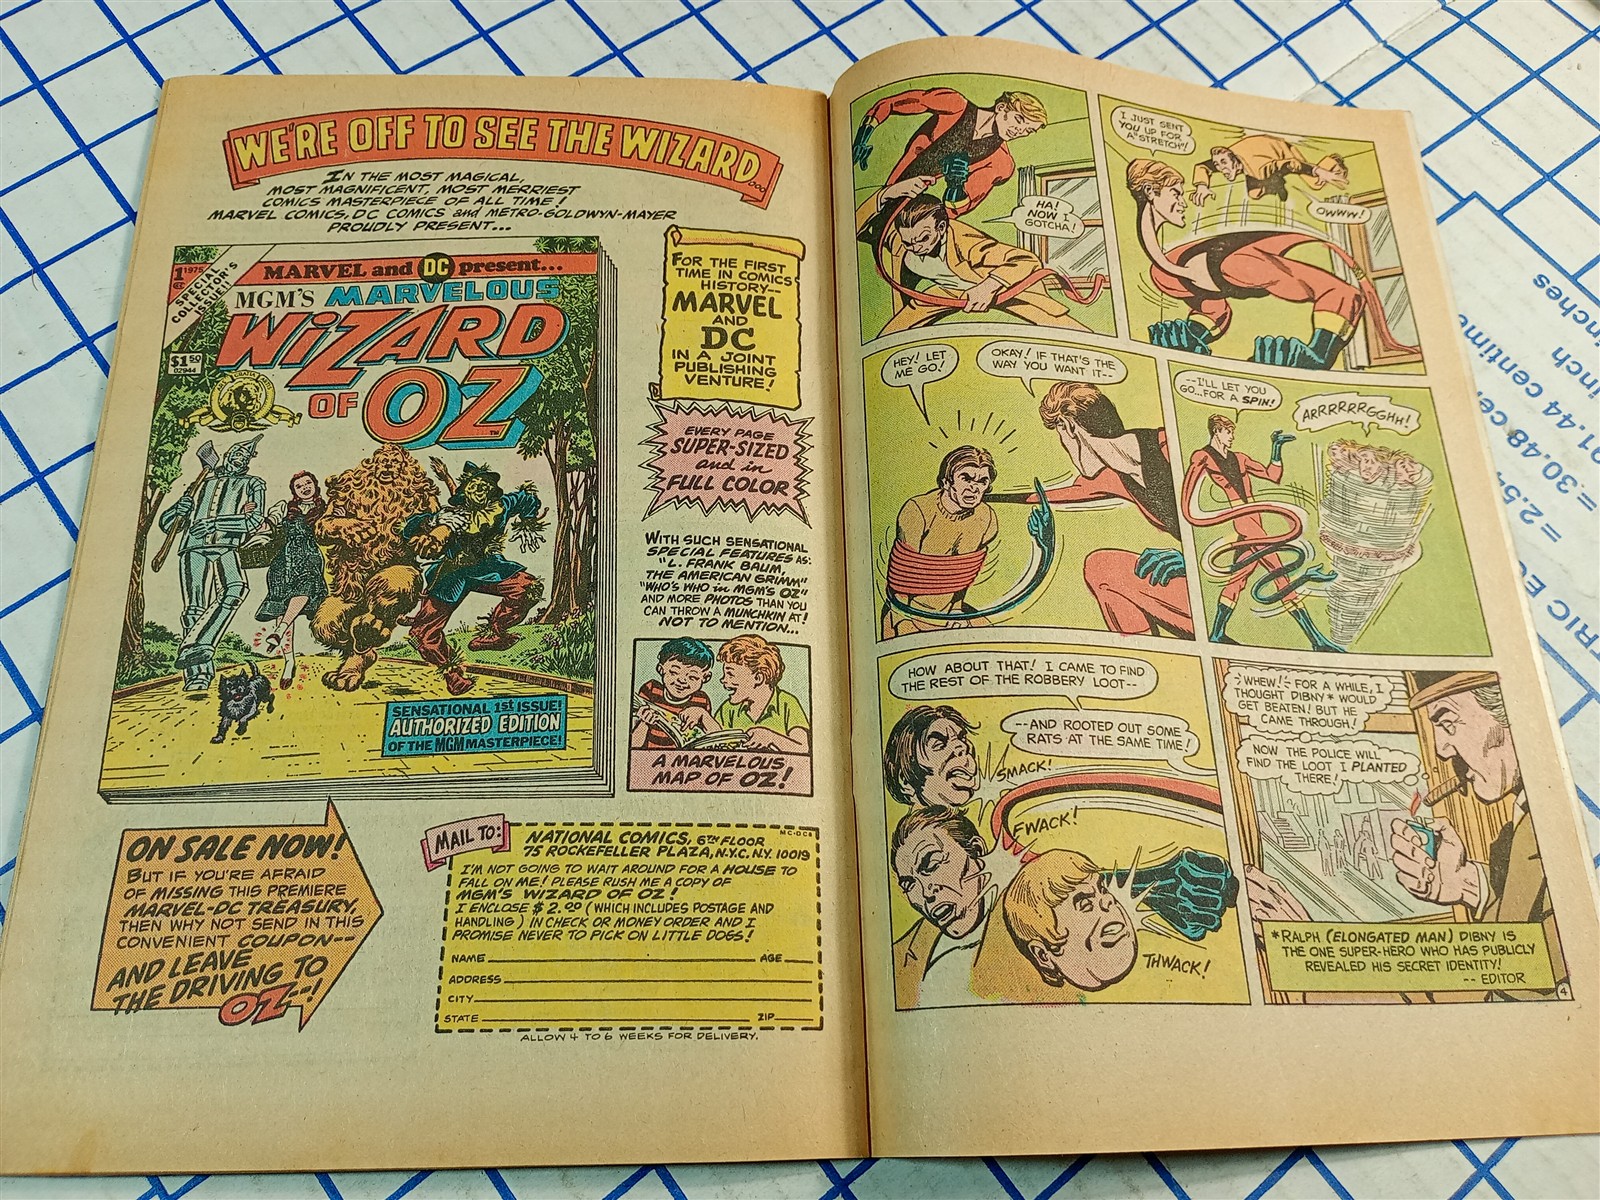 WE'RE OFF TO SEE THE WIZARD...
IN THE MOST MAGICAL,
MOST MAGNIFICENT, MOST MERRIEST
COMICS MASTERPIECE OF ALL TIME!
MARVEL COMICS, DC COMICS and METRO-GOLDWYN-MAYER
PROUDLY PRESENT...
1 1975
SPECIAL
COLLECTOR'S
ISSUE!
MARVEL and DC present...
MGM'S MARVELOUS
WIZARD
OF OZ
TM
$1.50
02944
SENSATIONAL 1st ISSUE!
AUTHORIZED EDITION
OF THE MGM MASTERPIECE!
FOR THE FIRST
TIME IN COMICS
HISTORY--
MARVEL
AND
DC
IN A JOINT
PUBLISHING
VENTURE!
EVERY PAGE
SUPER-SIZED
and in
FULL COLOR
WITH SUCH SENSATIONAL
SPECIAL FEATURES AS:
"L. FRANK BAUM,
THE AMERICAN GRIMM"
"WHO'S WHO in MGM'S OZ"
AND MORE PHOTOS THAN YOU
CAN THROW A MUNCHKIN AT!
NOT TO MENTION...
A MARVELOUS
MAP OF OZ!
ON SALE NOW!
BUT IF YOU'RE AFRAID
OF MISSING THIS PREMIERE
MARVEL-DC TREASURY,
THEN WHY NOT SEND IN THIS
CONVENIENT COUPON--
AND LEAVE
THE DRIVING TO
OZ--!
MAIL TO:
MC-DC8
NATIONAL COMICS, 6TH FLOOR
75 ROCKEFELLER PLAZA, N.Y.C. N.Y. 10019
I'M NOT GOING TO WAIT AROUND FOR A HOUSE TO
FALL ON ME! PLEASE RUSH ME A COPY OF
MGM'S WIZARD OF OZ!
I ENCLOSE $2.00 (WHICH INCLUDES POSTAGE AND
HANDLING) IN CHECK OR MONEY ORDER AND I
PROMISE NEVER TO PICK ON LITTLE DOGS!
NAME AGE
ADDRESS
CITY
STATE ZIP
ALLOW 4 TO 6 WEEKS FOR DELIVERY.
HA!
NOW I
GOTCHA!
I JUST SENT
YOU UP FOR
A "STRETCH"!
OWWW!
HEY! LET
ME GO!
OKAY! IF THAT'S THE
WAY YOU WANT IT--
--I'LL LET YOU
GO...FOR A SPIN!
ARRRRRRGGHH!
HOW ABOUT THAT! I CAME TO FIND
THE REST OF THE ROBBERY LOOT--
--AND ROOTED OUT SOME
RATS AT THE SAME TIME!
SMACK!
FWACK!
THWACK!
-:WHEW!:- FOR A WHILE, I
THOUGHT DIBNY* WOULD
GET BEATEN! BUT HE
CAME THROUGH!
NOW THE POLICE WILL
FIND THE LOOT I PLANTED
THERE!
*RALPH (ELONGATED MAN) DIBNY IS
THE ONE SUPER-HERO WHO HAS PUBLICLY
REVEALED HIS SECRET IDENTITY!
-- EDITOR
4